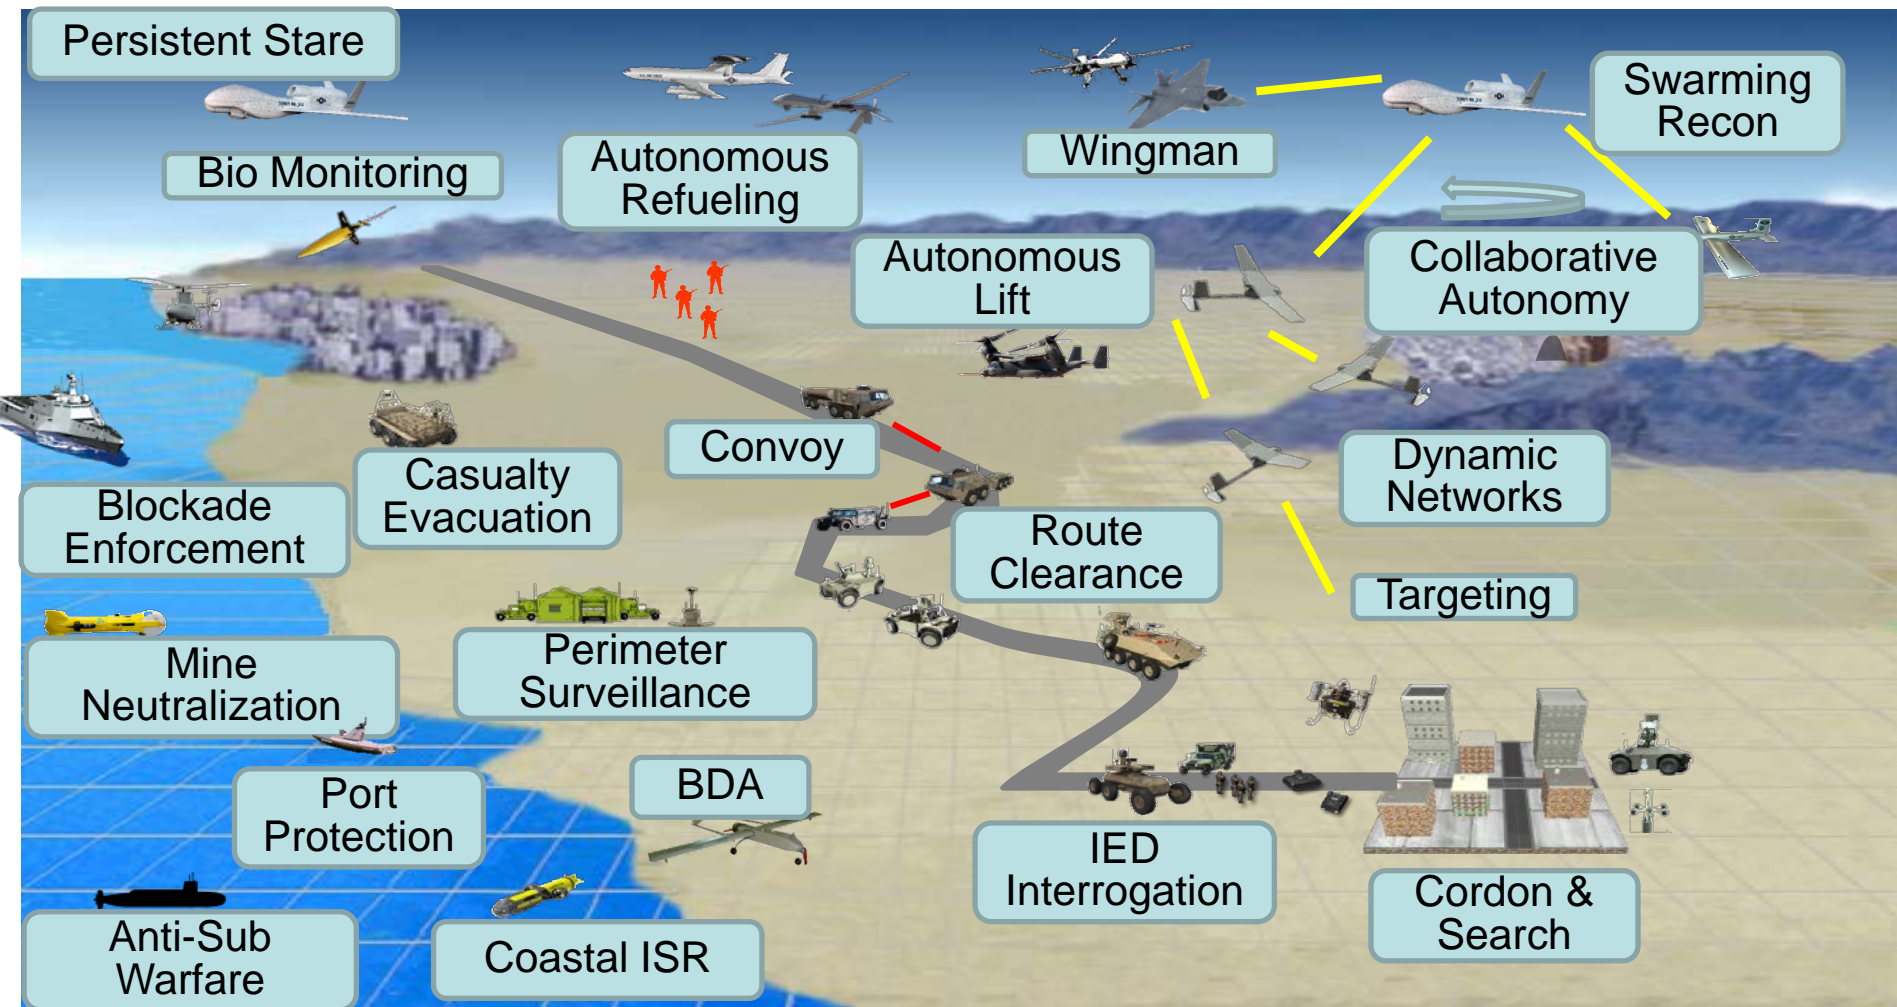 Persistent Stare
Bio Monitoring
Autonomous
Refueling
Wingman
Swarming
Recon
Autonomous
Lift
Collaborative
Autonomy
Convoy
Casualty
Evacuation
Blockade
Enforcement
Dynamic
Networks
Route
Clearance
Targeting
Mine
Neutralization
Perimeter
Surveillance
Port
Protection
BDA
IED
Interrogation
Cordon &
Search
Anti-Sub
Warfare
Coastal ISR